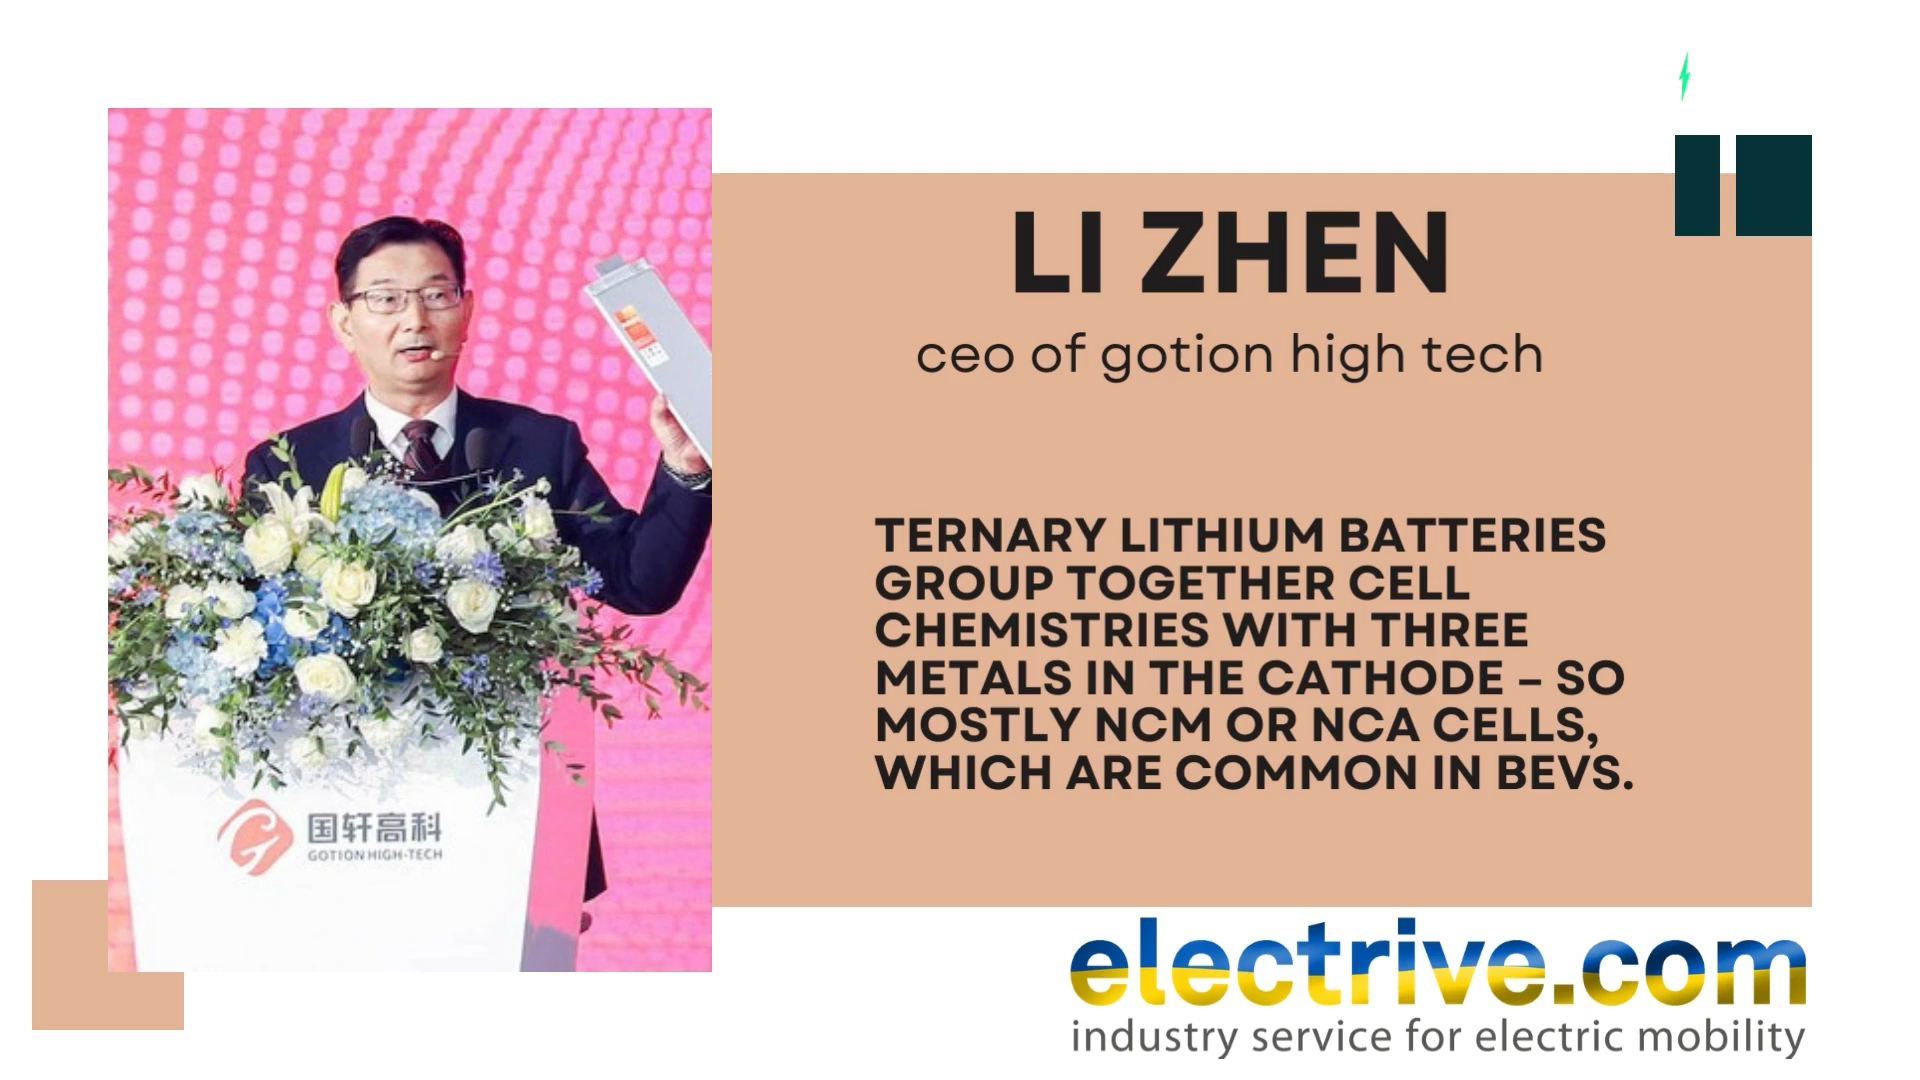 LI ZHEN
ceo of gotion high tech
TERNARY LITHIUM BATTERIES
GROUP TOGETHER CELL
CHEMISTRIES WITH THREE
METALS IN THE CATHODE – SO
MOSTLY NCM OR NCA CELLS,
WHICH ARE COMMON IN BEVS.
国轩高科
GOTION HIGH-TECH
electrive.com
industry service for electric mobility